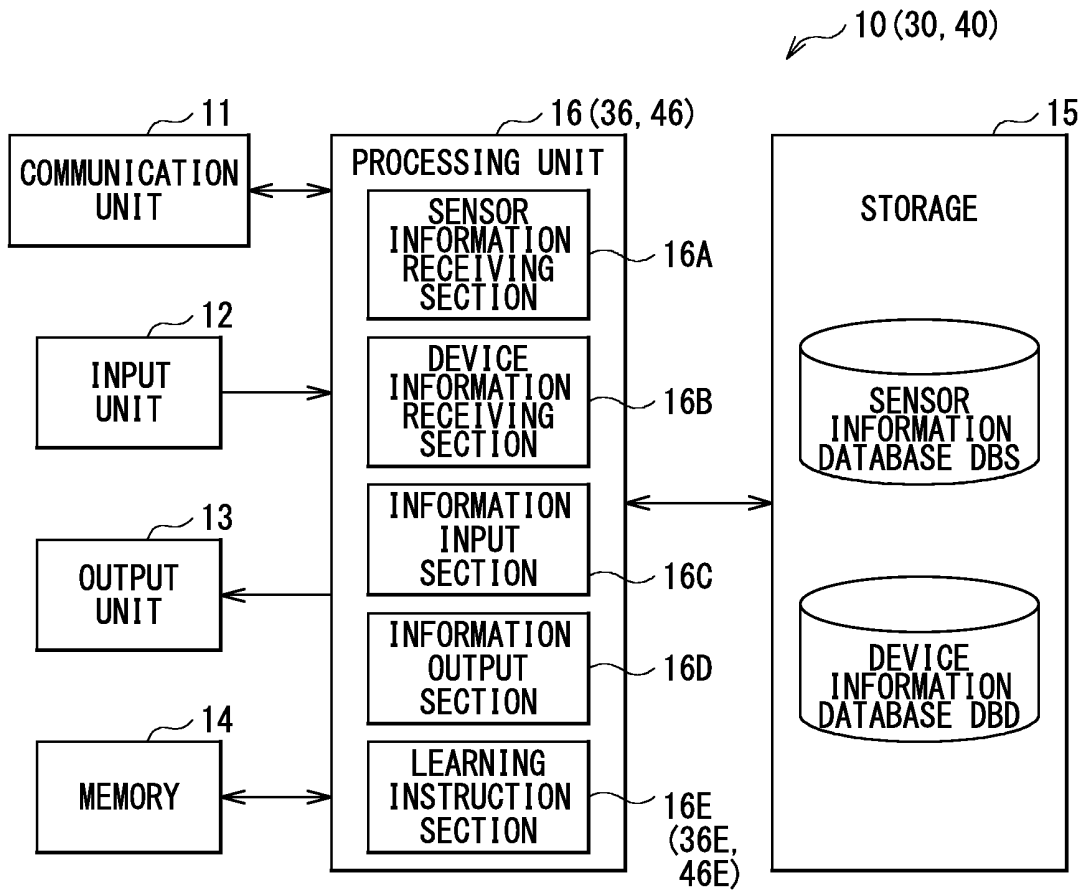 10 (30, 40)
11
COMMUNICATION
UNIT
12
INPUT
UNIT
13
OUTPUT
UNIT
14
MEMORY
16 (36, 46)
PROCESSING UNIT
SENSOR
INFORMATION
RECEIVING
SECTION
16A
DEVICE
INFORMATION
RECEIVING
SECTION
16B
INFORMATION
INPUT
SECTION
16C
INFORMATION
OUTPUT
SECTION
16D
LEARNING
INSTRUCTION
SECTION
16E
(36E,
46E)
15
STORAGE
SENSOR
INFORMATION
DATABASE DBS
DEVICE
INFORMATION
DATABASE DBD